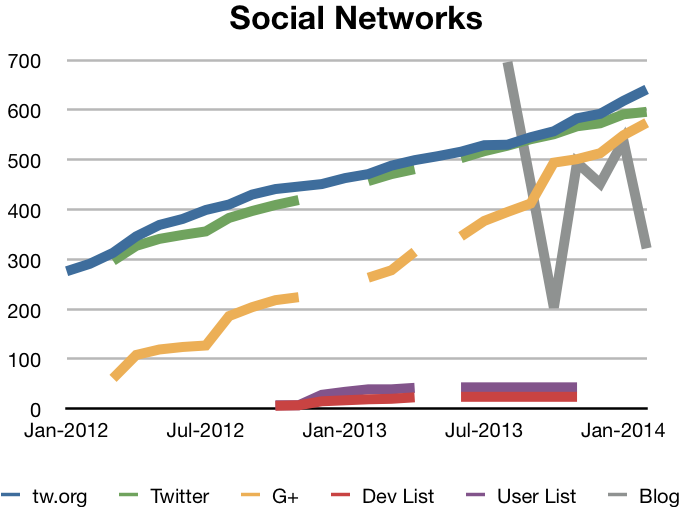 Social Networks
700
600
500
400
300
200
100
0
Jan-2012 Jul-2012 Jan-2013 Jul-2013 Jan-2014
tw.org Twitter G+ Dev List User List Blog